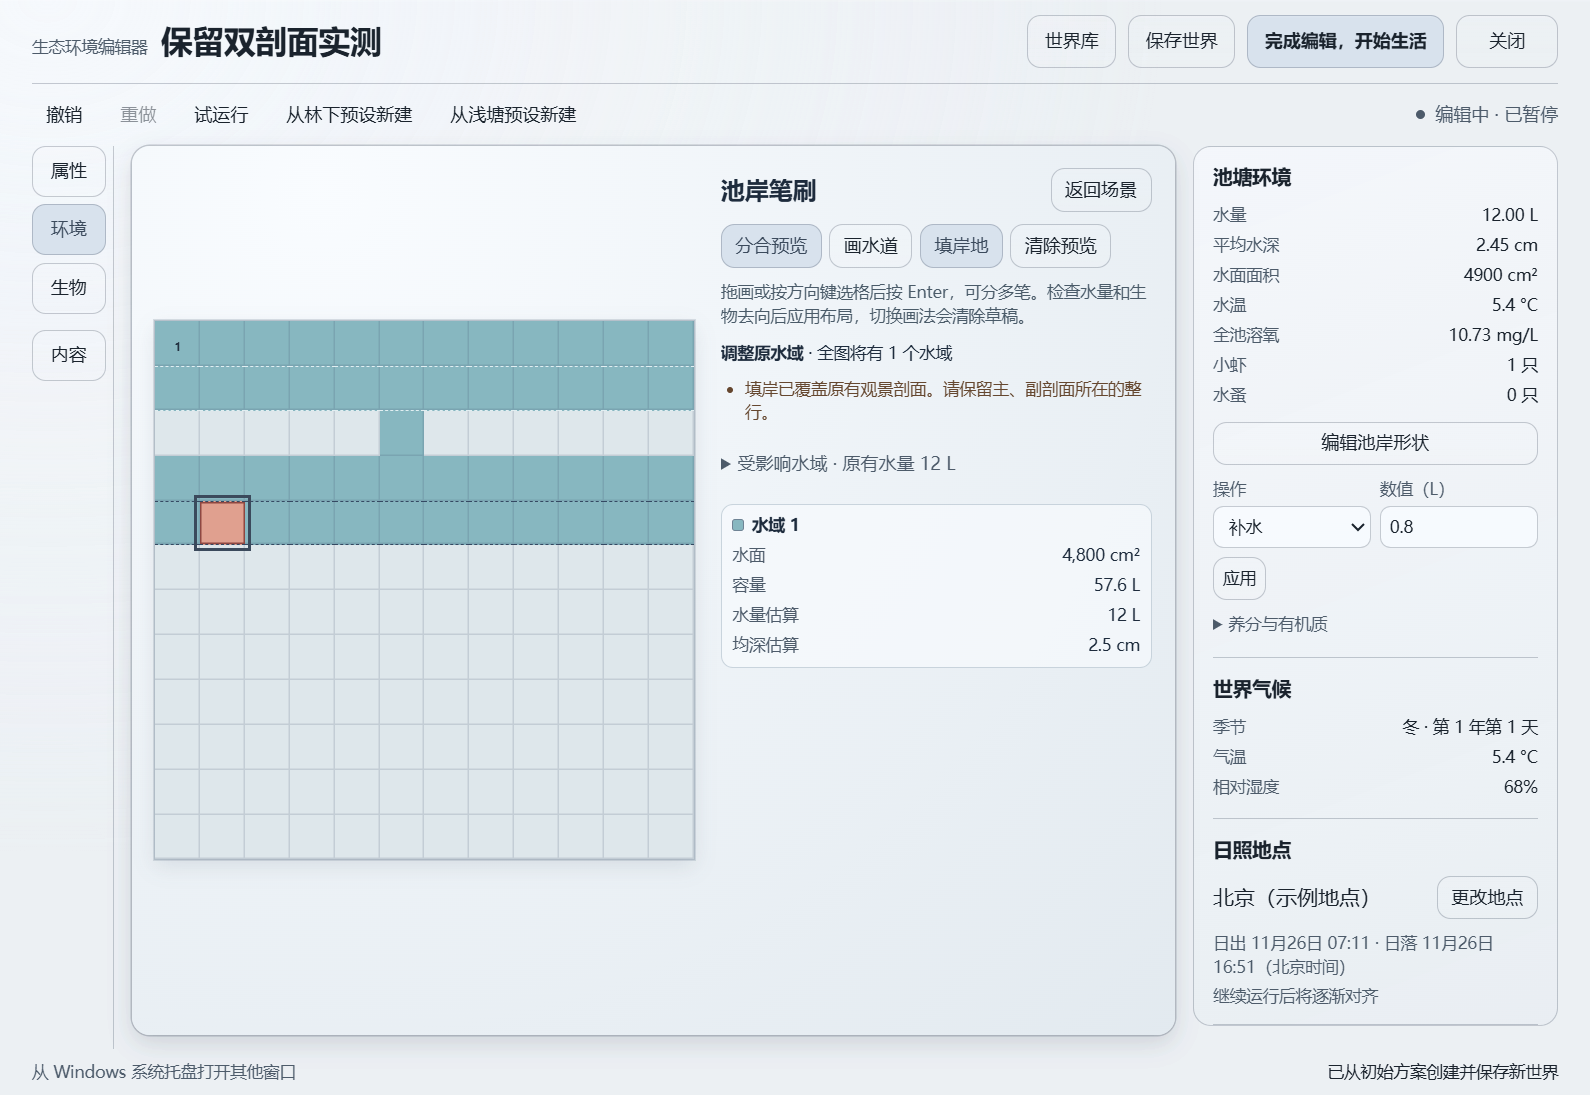 生态环境编辑器 保留双剖面实测
世界库 保存世界 完成编辑，开始生活 关闭
撤销 重做 试运行 从林下预设新建 从浅塘预设新建
编辑中 · 已暂停
属性
环境
生物
内容
1
池岸笔刷 返回场景
分合预览 画水道 填岸地 清除预览
拖画或按方向键选格后按 Enter，可分多笔。检查水量和生
物去向后应用布局，切换画法会清除草稿。
调整原水域 · 全图将有 1 个水域
填岸已覆盖原有观景剖面。请保留主、副剖面所在的整
行。
受影响水域 · 原有水量 12 L
水域 1
水面 4,800 cm²
容量 57.6 L
水量估算 12 L
均深估算 2.5 cm
池塘环境
水量 12.00 L
平均水深 2.45 cm
水面面积 4900 cm²
水温 5.4 °C
全池溶氧 10.73 mg/L
小虾 1 只
水蚤 0 只
编辑池岸形状
操作 数值（L）
补水 0.8
应用
养分与有机质
世界气候
季节 冬 · 第 1 年第 1 天
气温 5.4 °C
相对湿度 68%
日照地点
北京（示例地点） 更改地点
日出 11月26日 07:11 · 日落 11月26日
16:51（北京时间）
继续运行后将逐渐对齐
从 Windows 系统托盘打开其他窗口
已从初始方案创建并保存新世界